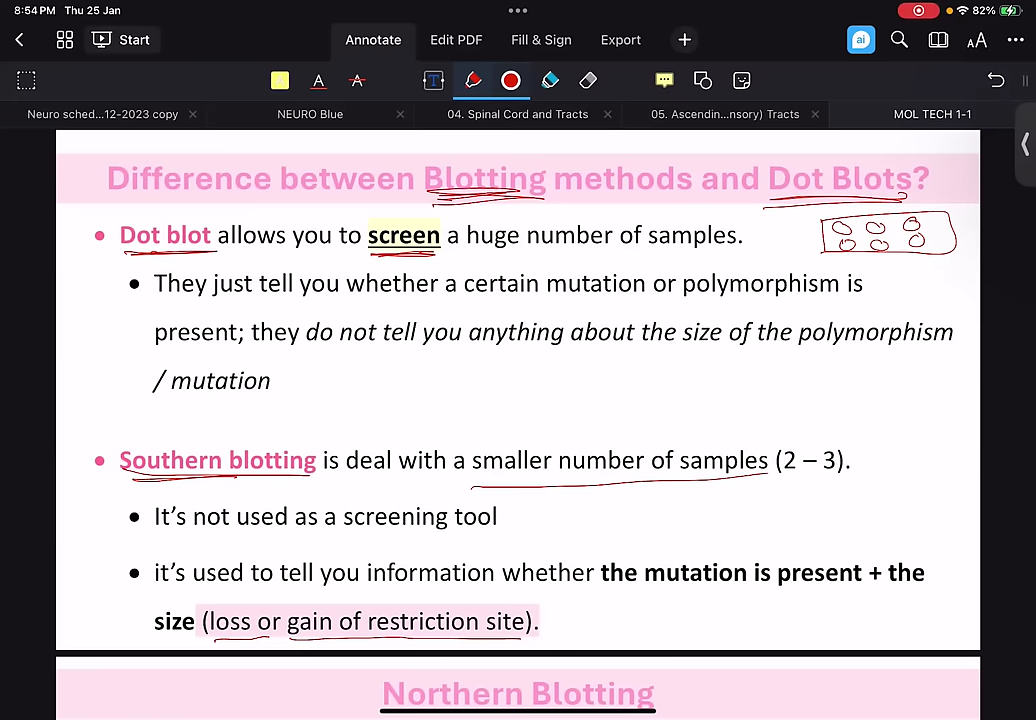 8:54 PM Thu 25 Jan
82%
Start
Annotate
Edit PDF
Fill & Sign
Export
ai
AA
T
A
A
Neuro sched...12-2023 copy
NEURO Blue
04. Spinal Cord and Tracts
05. Ascendin...nsory) Tracts
MOL TECH 1-1
Difference between Blotting methods and Dot Blots?
• Dot blot allows you to screen a huge number of samples.
• They just tell you whether a certain mutation or polymorphism is
present; they do not tell you anything about the size of the polymorphism
/ mutation
• Southern blotting is deal with a smaller number of samples (2 – 3).
• It’s not used as a screening tool
• it’s used to tell you information whether the mutation is present + the
size (loss or gain of restriction site).
Northern Blotting